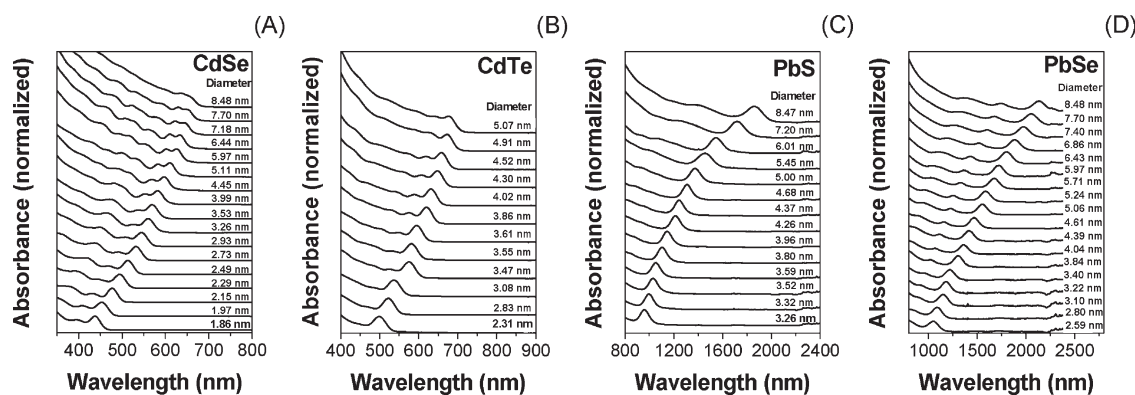 (A)
Absorbance (normalized)
CdSe
Diameter
8.48 nm
7.70 nm
7.18 nm
6.44 nm
5.97 nm
5.11 nm
4.45 nm
3.99 nm
3.53 nm
3.26 nm
2.93 nm
2.73 nm
2.49 nm
2.29 nm
2.15 nm
1.97 nm
1.86 nm
400 500 600 700 800
Wavelength (nm)
(B)
Absorbance (normalized)
CdTe
Diameter
5.07 nm
4.91 nm
4.52 nm
4.30 nm
4.02 nm
3.86 nm
3.61 nm
3.55 nm
3.47 nm
3.08 nm
2.83 nm
2.31 nm
400 500 600 700 800 900
Wavelength (nm)
(C)
Absorbance (normalized)
PbS
Diameter
8.47 nm
7.20 nm
6.01 nm
5.45 nm
5.00 nm
4.68 nm
4.37 nm
4.26 nm
3.96 nm
3.80 nm
3.59 nm
3.52 nm
3.32 nm
3.26 nm
800 1200 1600 2000 2400
Wavelength (nm)
(D)
Absorbance (normalized)
PbSe
Diameter
8.48 nm
7.70 nm
7.40 nm
6.86 nm
6.43 nm
5.97 nm
5.71 nm
5.24 nm
5.06 nm
4.61 nm
4.39 nm
4.04 nm
3.84 nm
3.40 nm
3.22 nm
3.10 nm
2.80 nm
2.59 nm
1000 1500 2000 2500
Wavelength (nm)